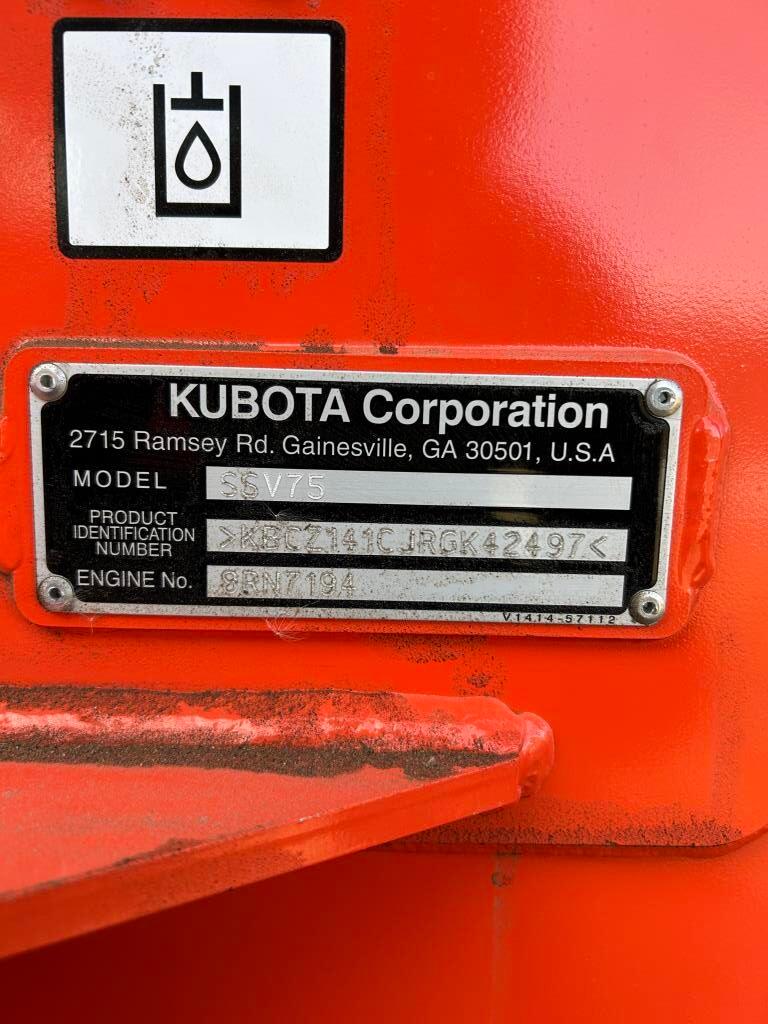 KUBOTA Corporation
2715 Ramsey Rd. Gainesville, GA 30501, U.S.A
MODEL SSV75
PRODUCT IDENTIFICATION NUMBER >KBCZ141CJRGK42497<
ENGINE No. 8RN7194
V1414-57112